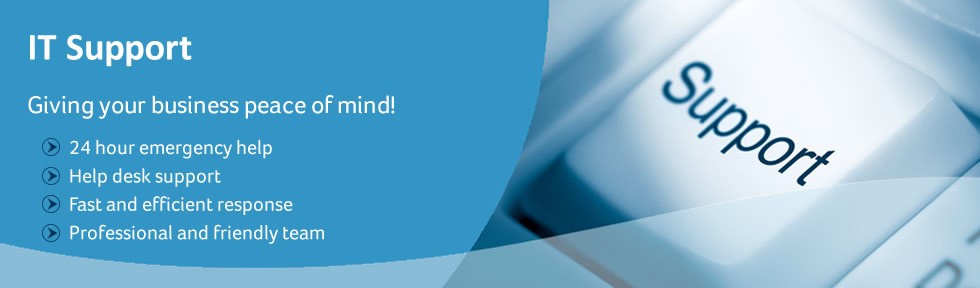 IT Support
Giving your business peace of mind!
24 hour emergency help
Help desk support
Fast and efficient response
Professional and friendly team
Support